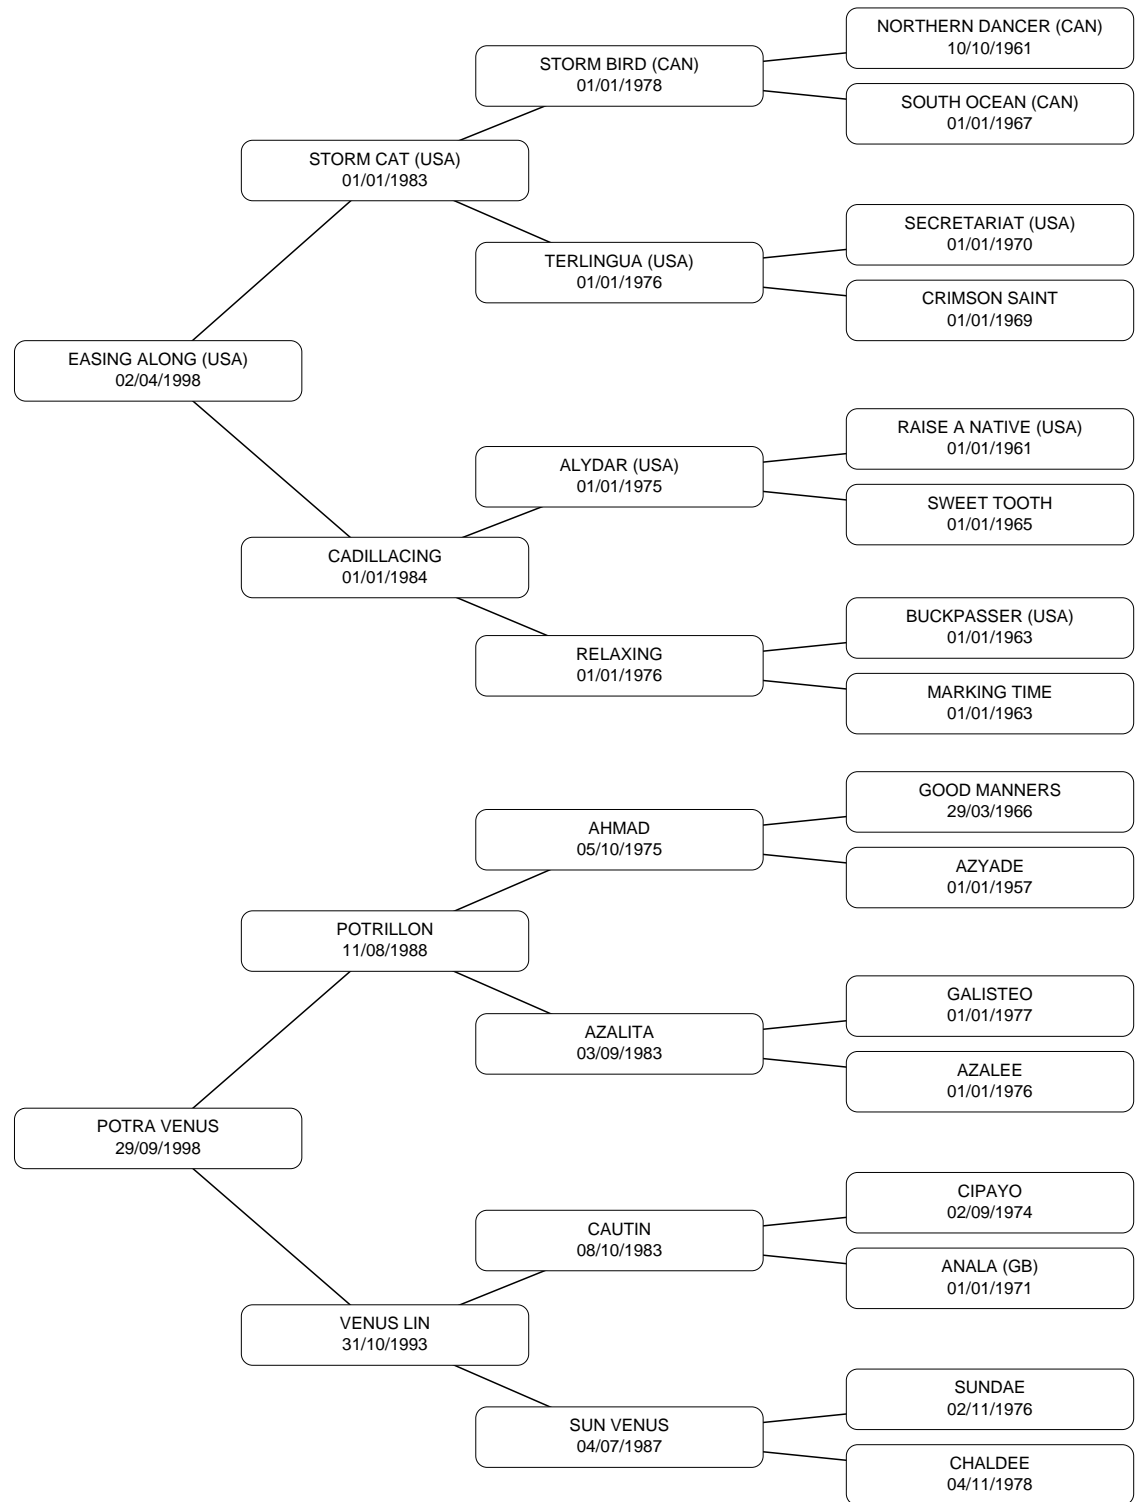 NORTHERN DANCER (CAN)
10/10/1961
STORM BIRD (CAN)
01/01/1978
SOUTH OCEAN (CAN)
01/01/1967
STORM CAT (USA)
01/01/1983
SECRETARIAT (USA)
01/01/1970
TERLINGUA (USA)
01/01/1976
CRIMSON SAINT
01/01/1969
EASING ALONG (USA)
02/04/1998
RAISE A NATIVE (USA)
01/01/1961
ALYDAR (USA)
01/01/1975
SWEET TOOTH
01/01/1965
CADILLACING
01/01/1984
BUCKPASSER (USA)
01/01/1963
RELAXING
01/01/1976
MARKING TIME
01/01/1963
GOOD MANNERS
29/03/1966
AHMAD
05/10/1975
AZYADE
01/01/1957
POTRILLON
11/08/1988
GALISTEO
01/01/1977
AZALITA
03/09/1983
AZALEE
01/01/1976
POTRA VENUS
29/09/1998
CIPAYO
02/09/1974
CAUTIN
08/10/1983
ANALA (GB)
01/01/1971
VENUS LIN
31/10/1993
SUNDAE
02/11/1976
SUN VENUS
04/07/1987
CHALDEE
04/11/1978